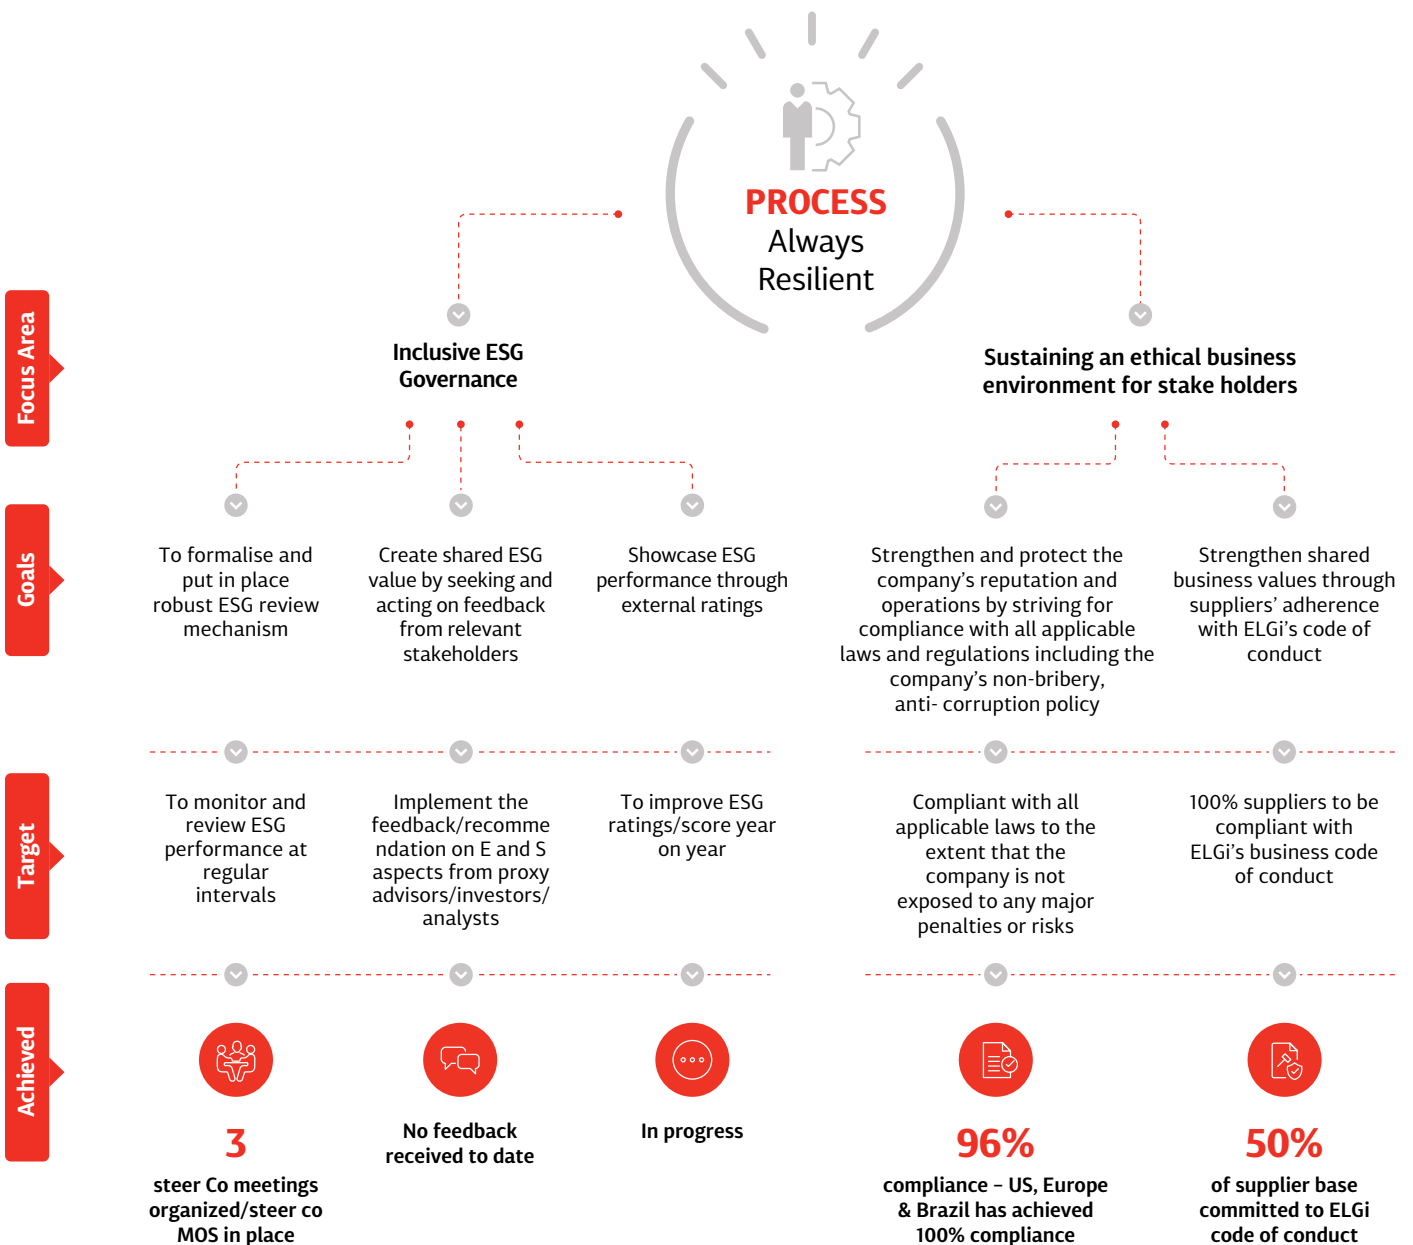 PROCESS
Always
Resilient
Focus Area
Inclusive ESG
Governance
Sustaining an ethical business
environment for stake holders
Goals
To formalise and
put in place
robust ESG review
mechanism
Create shared ESG
value by seeking and
acting on feedback
from relevant
stakeholders
Showcase ESG
performance through
external ratings
Strengthen and protect the
company’s reputation and
operations by striving for
compliance with all applicable
laws and regulations including the
company’s non-bribery,
anti- corruption policy
Strengthen shared
business values through
suppliers’ adherence
with ELGi’s code of
conduct
Target
To monitor and
review ESG
performance at
regular
intervals
Implement the
feedback/recomme
ndation on E and S
aspects from proxy
advisors/investors/
analysts
To improve ESG
ratings/score year
on year
Compliant with all
applicable laws to the
extent that the
company is not
exposed to any major
penalties or risks
100% suppliers to be
compliant with
ELGi’s business code
of conduct
Achieved
3
steer Co meetings
organized/steer co
MOS in place
No feedback
received to date
In progress
96%
compliance – US, Europe
& Brazil has achieved
100% compliance
50%
of supplier base
committed to ELGi
code of conduct